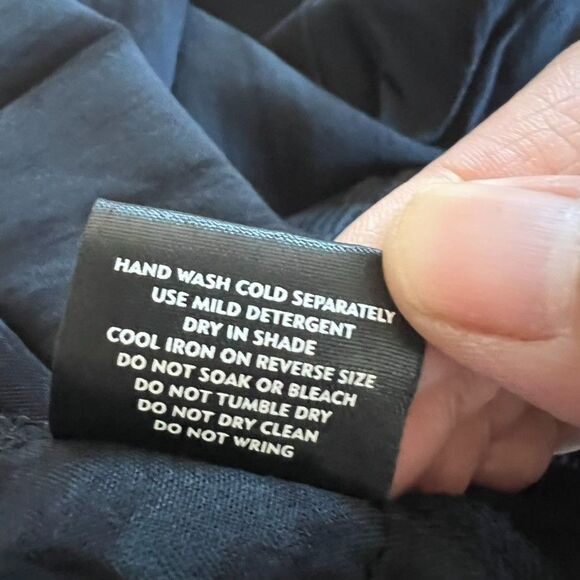 HAND WASH COLD SEPARATELY
USE MILD DETERGENT
DRY IN SHADE
COOL IRON ON REVERSE SIZE
DO NOT SOAK OR BLEACH
DO NOT TUMBLE DRY
DO NOT DRY CLEAN
DO NOT WRING